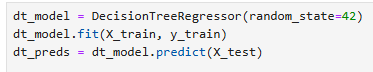 dt_model = DecisionTreeRegressor(random_state=42)
dt_model.fit(X_train, y_train)
dt_preds = dt_model.predict(X_test)